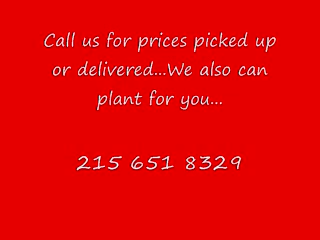 Call us for prices picked up
or delivered...We also can
plant for you...
215 651 8329